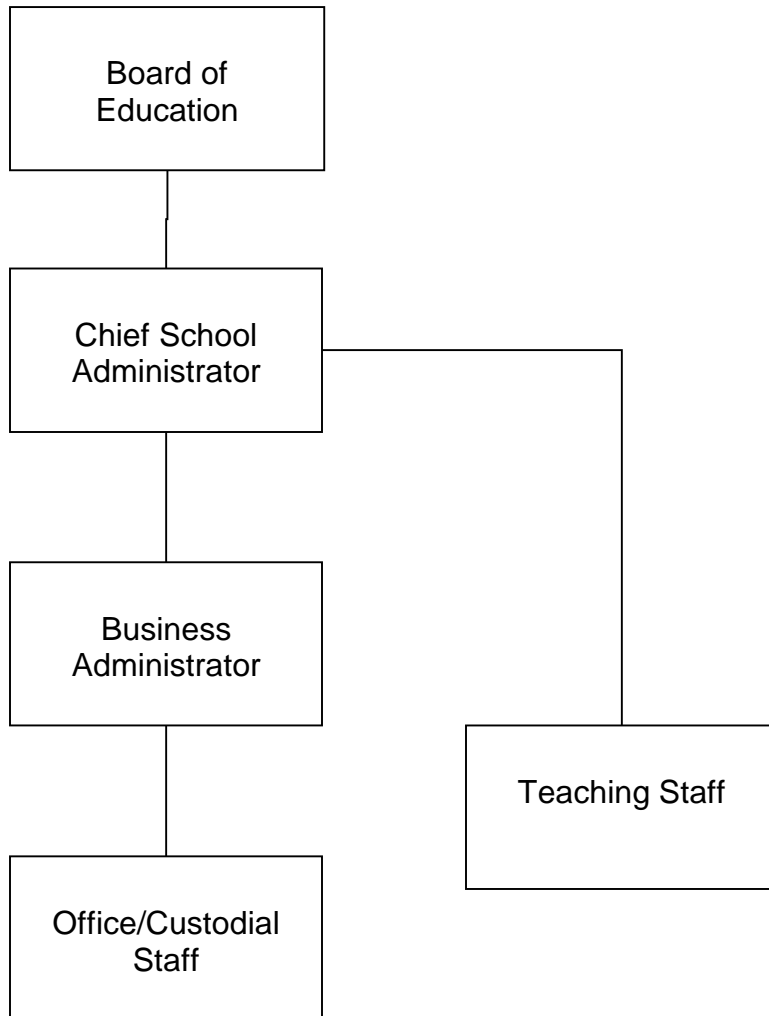 Board of
Education
Chief School
Administrator
Business
Administrator
Teaching Staff
Office/Custodial
Staff